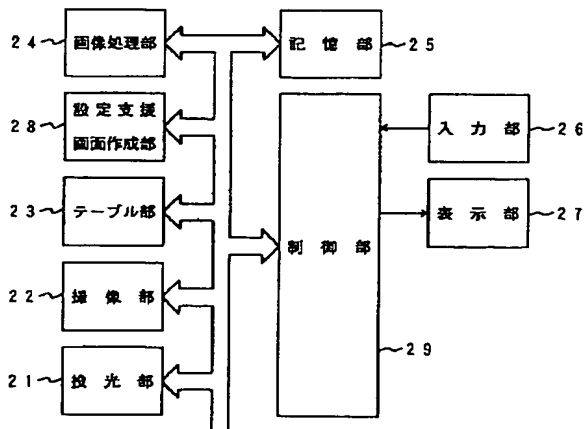 24
画像処理部
記憶部
25
28
設定支援
画面作成部
入力部
26
23
テーブル部
表示部
27
制御部
22
撮像部
29
21
投光部